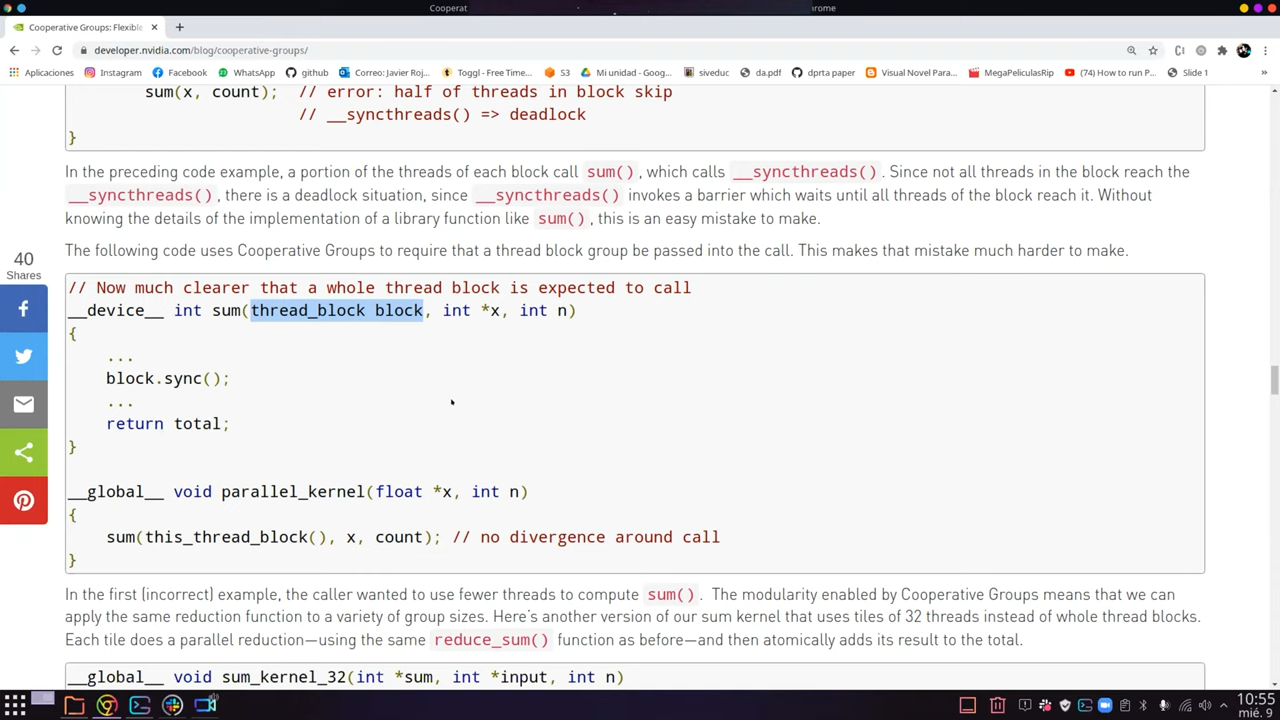 Cooperat
hrome
Cooperative Groups: Flexibl
developer.nvidia.com/blog/cooperative-groups/
Aplicaciones Instagram Facebook WhatsApp github Correo: Javier Roj... Toggl - Free Time... 53 Mi unidad - Goog... siveduc da.pdf dprta paper Visual Novel Para... MegaPeliculasRip (74) How to run P... Slide 1 »
sum(x, count); // error: half of threads in block skip
// __syncthreads() => deadlock
}
In the preceding code example, a portion of the threads of each block call sum(), which calls __syncthreads(). Since not all threads in the block reach the
__syncthreads(), there is a deadlock situation, since __syncthreads() invokes a barrier which waits until all threads of the block reach it. Without
knowing the details of the implementation of a library function like sum(), this is an easy mistake to make.
The following code uses Cooperative Groups to require that a thread block group be passed into the call. This makes that mistake much harder to make.
40
Shares
// Now much clearer that a whole thread block is expected to call
__device__ int sum(thread_block block, int *x, int n)
{
...
block.sync();
...
return total;
}
__global__ void parallel_kernel(float *x, int n)
{
sum(this_thread_block(), x, count); // no divergence around call
}
In the first (incorrect) example, the caller wanted to use fewer threads to compute sum(). The modularity enabled by Cooperative Groups means that we can
apply the same reduction function to a variety of group sizes. Here's another version of our sum kernel that uses tiles of 32 threads instead of whole thread blocks.
Each tile does a parallel reduction—using the same reduce_sum() function as before—and then atomically adds its result to the total.
__global__ void sum_kernel_32(int *sum, int *input, int n)
10:55
mié. 9